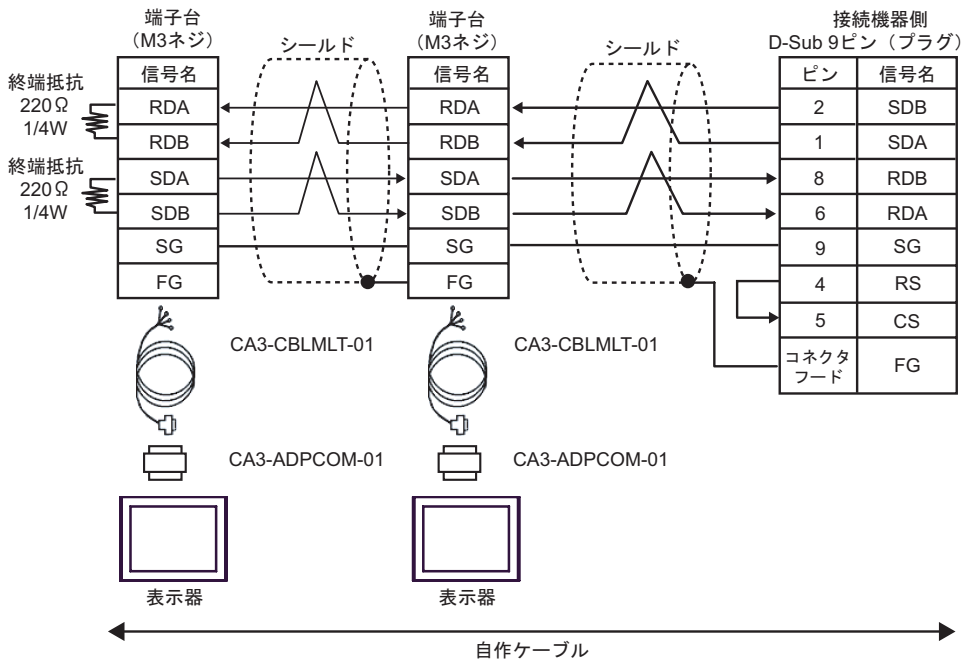 端子台
（M3ネジ）
シールド
端子台
（M3ネジ）
シールド
接続機器側
D-Sub 9ピン（プラグ）
終端抵抗
220Ω
1/4W
終端抵抗
220Ω
1/4W
信号名
RDA
RDB
SDA
SDB
SG
FG
信号名
RDA
RDB
SDA
SDB
SG
FG
ピン 信号名
2 SDB
1 SDA
8 RDB
6 RDA
9 SG
4 RS
5 CS
コネクタ
フード
FG
CA3-CBLMLT-01
CA3-CBLMLT-01
CA3-ADPCOM-01
CA3-ADPCOM-01
表示器
表示器
自作ケーブル